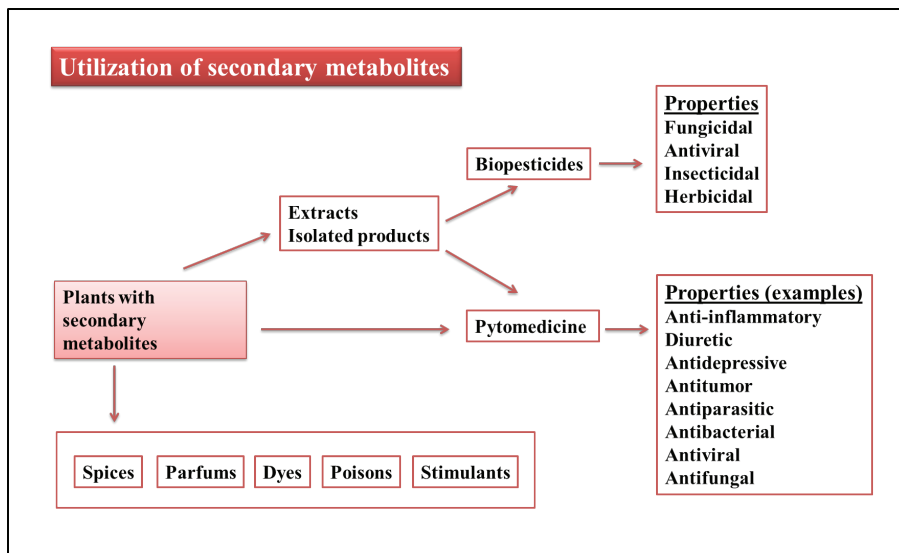 Utilization of secondary metabolites
Properties
Fungicidal
Antiviral
Insecticidal
Herbicidal
Biopesticides
Extracts
Isolated products
Plants with
secondary
metabolites
Pytomedicine
Properties (examples)
Anti-inflammatory
Diuretic
Antidepressive
Antitumor
Antiparasitic
Antibacterial
Antiviral
Antifungal
Spices
Parfums
Dyes
Poisons
Stimulants